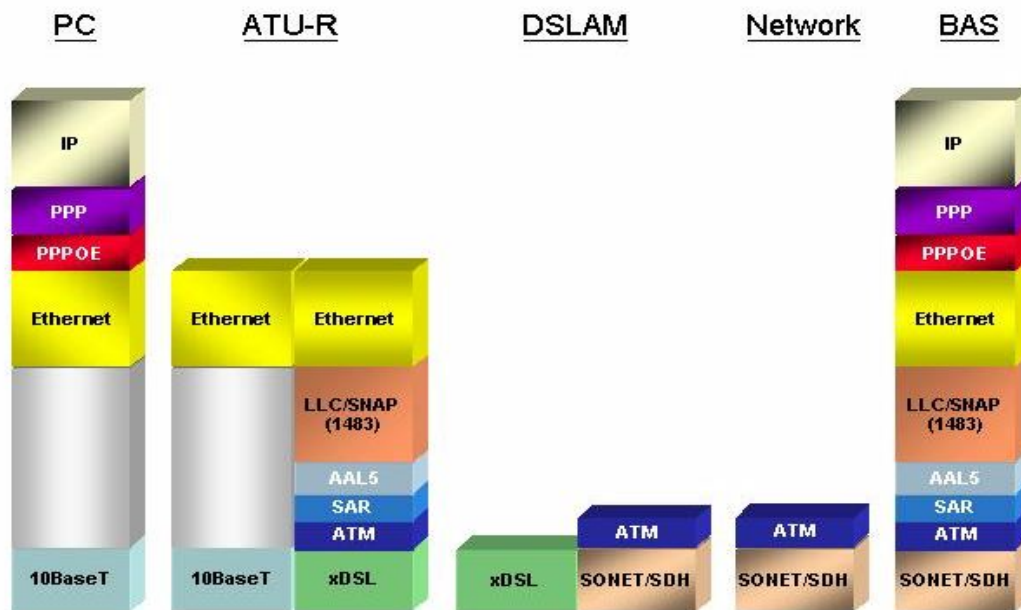 PC
ATU-R
DSLAM
Network
BAS
IP
PPP
PPPOE
Ethernet
10BaseT
Ethernet
10BaseT
Ethernet
LLC/SNAP
(1483)
AAL5
SAR
ATM
xDSL
xDSL
ATM
SONET/SDH
ATM
SONET/SDH
IP
PPP
PPPOE
Ethernet
LLC/SNAP
(1483)
AAL5
SAR
ATM
SONET/SDH